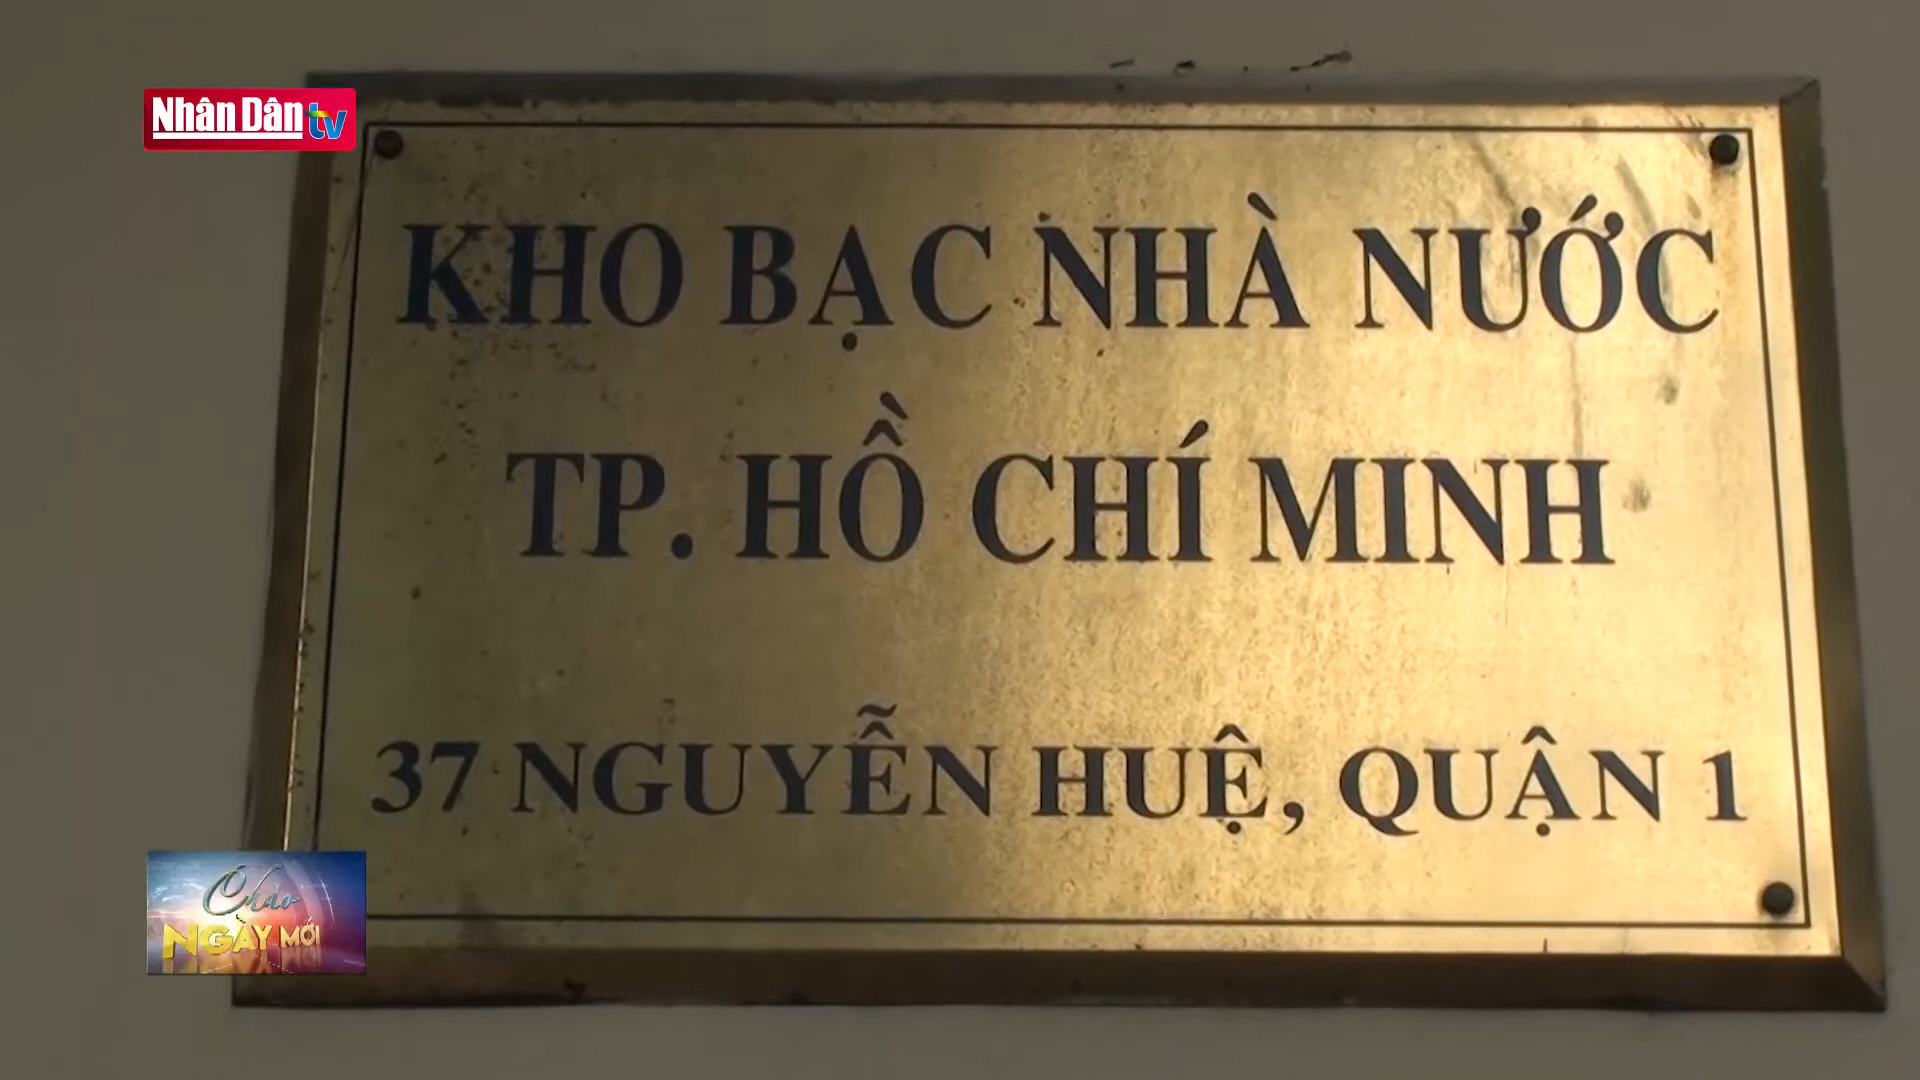 Nhân Dân tv
KHO BẠC NHÀ NƯỚC
TP. HỒ CHÍ MINH
37 NGUYỄN HUỆ, QUẬN 1
Chào
NGÀY MỚI